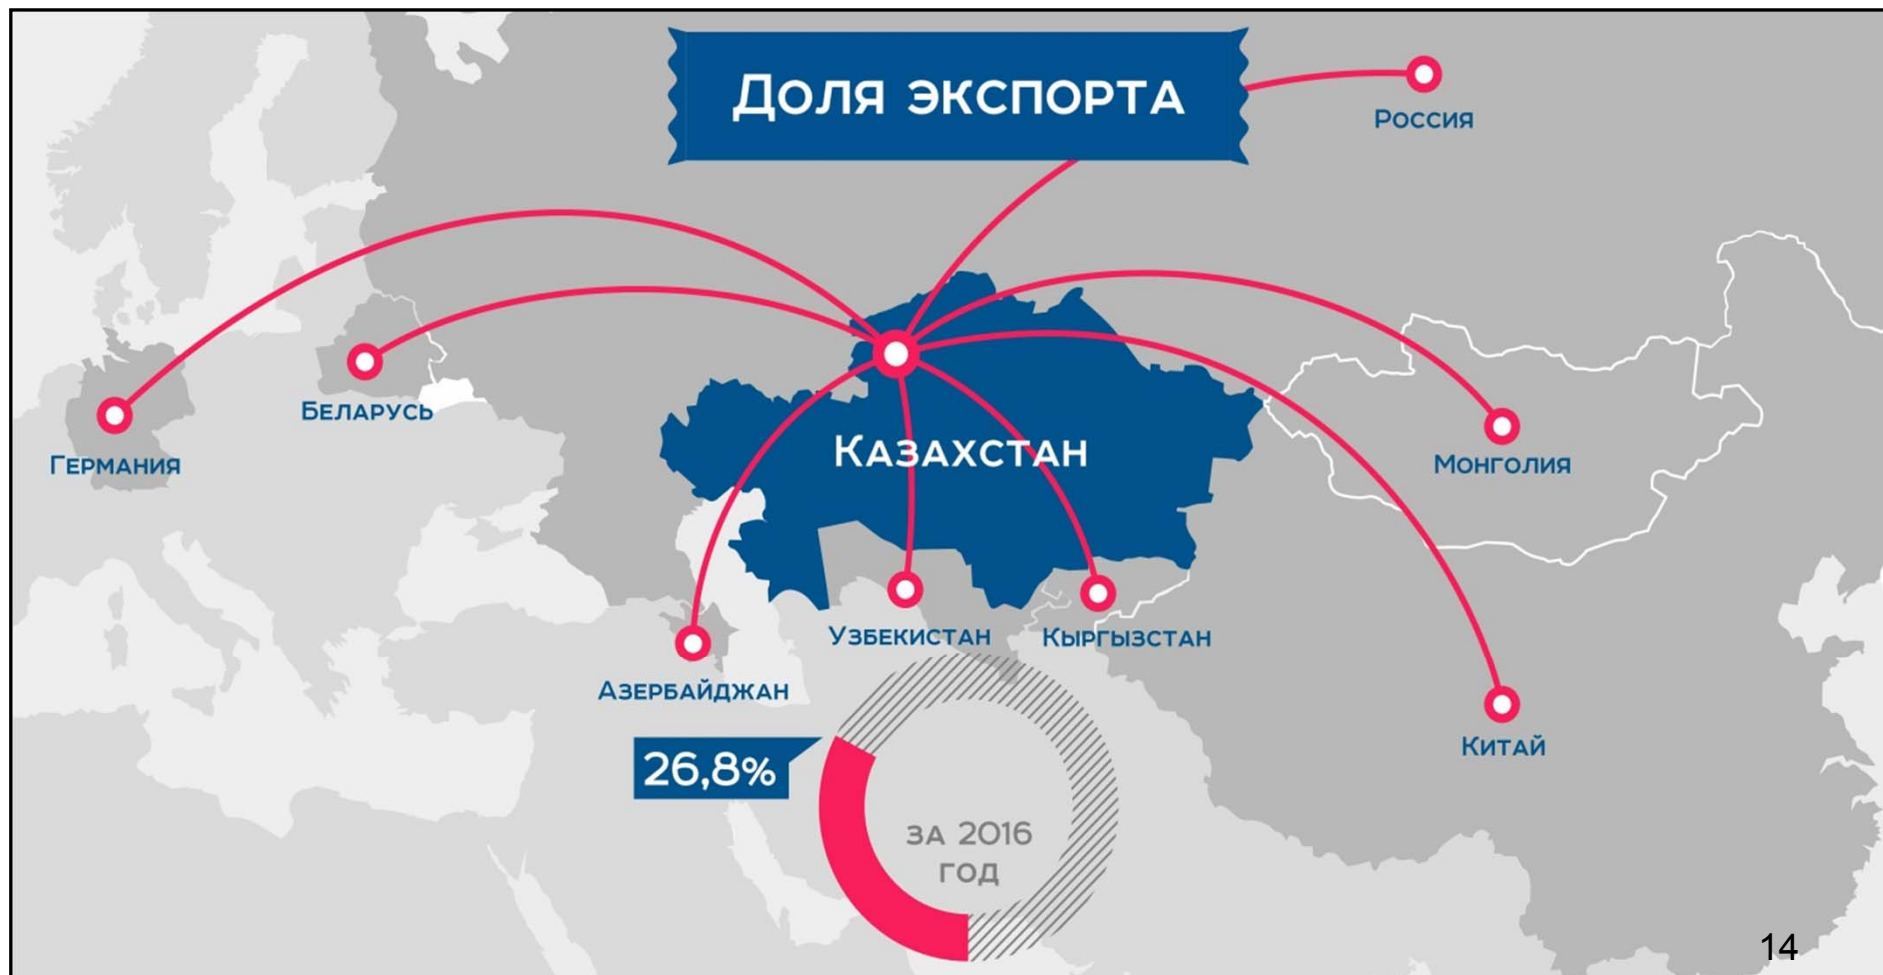 Доля экспорта
Россия
Беларусь
Германия
Казахстан
Монголия
Узбекистан
Кыргызстан
Азербайджан
Китай
26,8%
за 2016
год
14